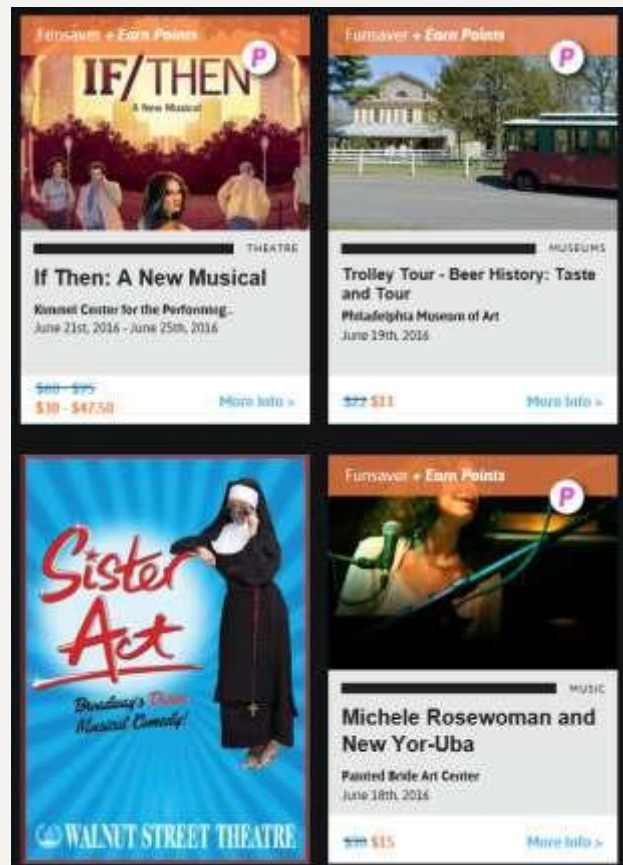 Funsaver + Earn Points
P
IF/THEN
A New Musical
THEATRE
If Then: A New Musical
Kimmel Center for the Performing..
June 21st, 2016 - June 25th, 2016
$60 - $95
$30 - $47.50
More Info »
Funsaver + Earn Points
P
MUSEUMS
Trolley Tour - Beer History: Taste
and Tour
Philadelphia Museum of Art
June 19th, 2016
$22 $11
More Info »
Sister
Act
Broadway's Divine
Musical Comedy!
WALNUT STREET THEATRE
Funsaver + Earn Points
P
MUSIC
Michele Rosewoman and
New Yor-Uba
Painted Bride Art Center
June 18th, 2016
$30 $15
More Info »